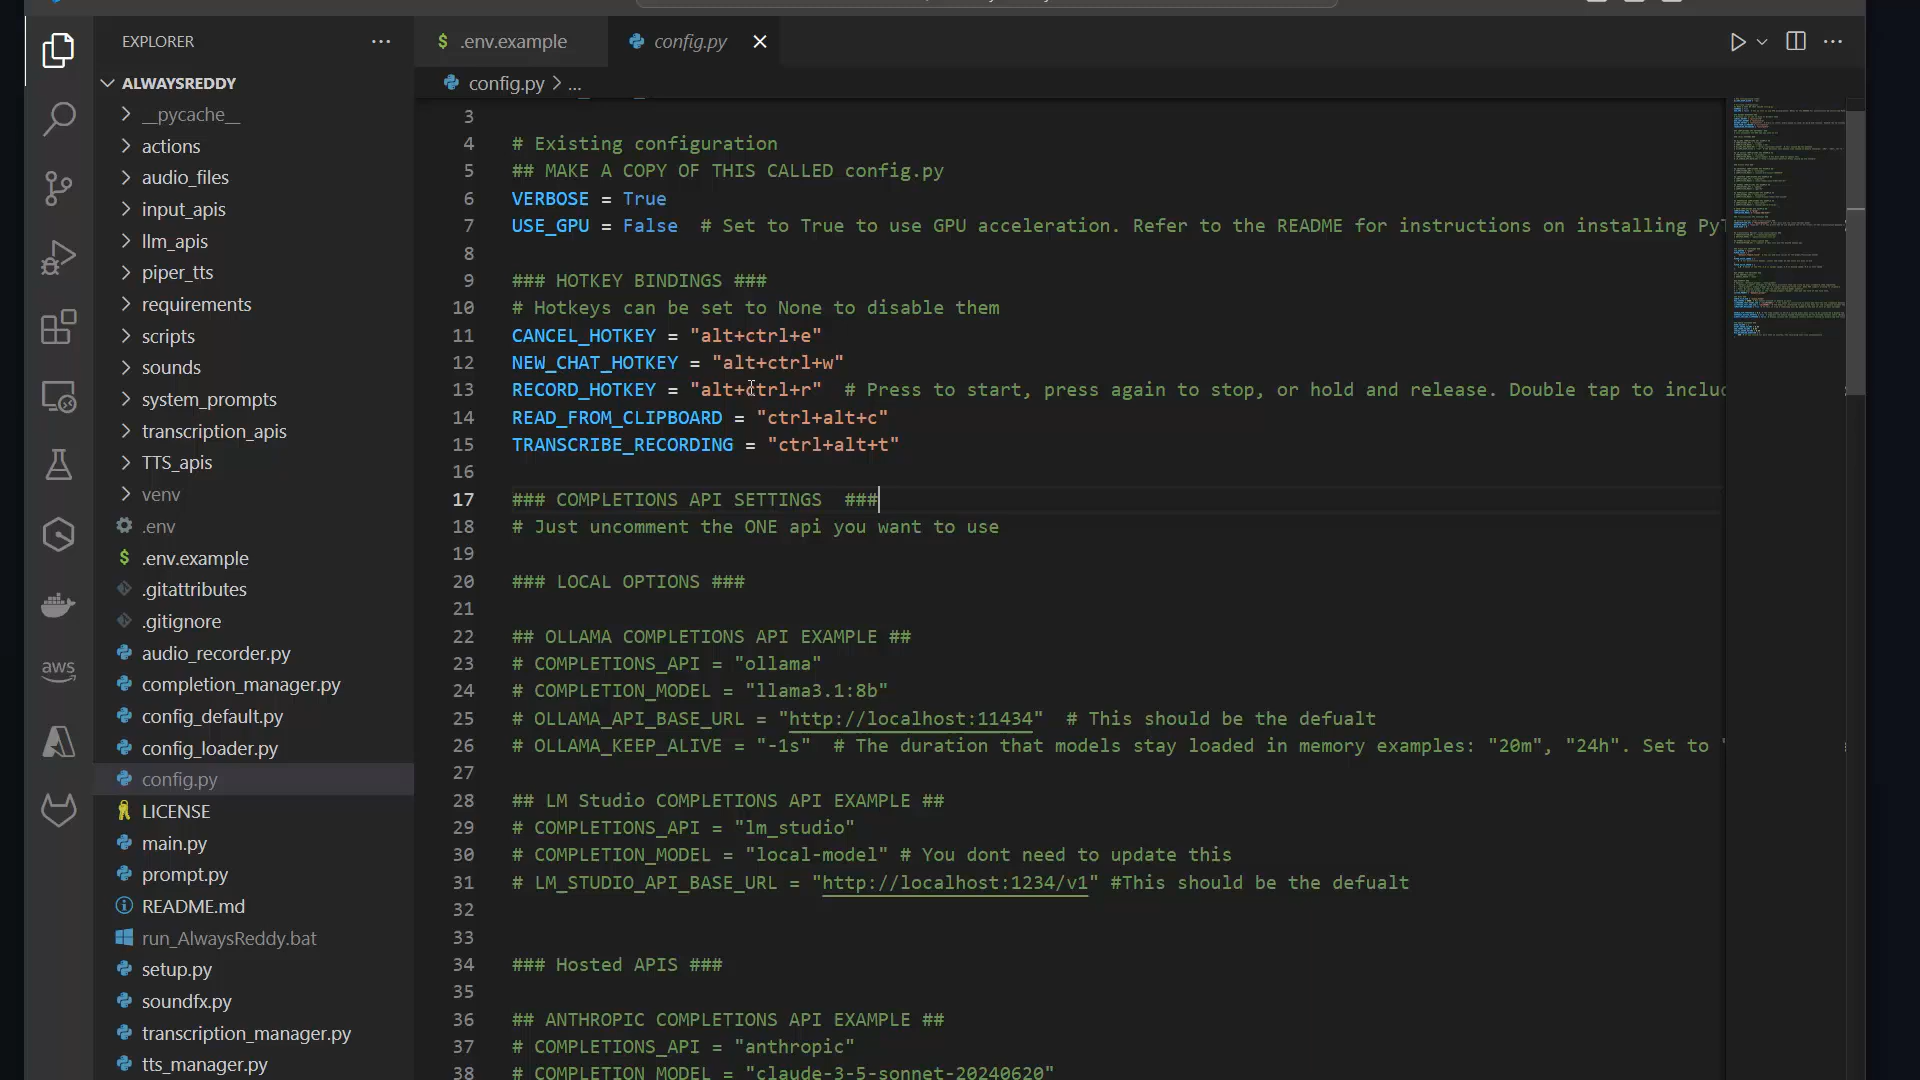 EXPLORER
ALWAYSREDDY
__pycache__
actions
audio_files
input_apis
llm_apis
piper_tts
requirements
scripts
sounds
system_prompts
transcription_apis
TTS_apis
venv
.env
.env.example
.gitattributes
.gitignore
audio_recorder.py
completion_manager.py
config_default.py
config_loader.py
config.py
LICENSE
main.py
prompt.py
README.md
run_AlwaysReddy.bat
setup.py
soundfx.py
transcription_manager.py
tts_manager.py
aws
$ .env.example
config.py
config.py > ...
3
4 # Existing configuration
5 ## MAKE A COPY OF THIS CALLED config.py
6 VERBOSE = True
7 USE_GPU = False # Set to True to use GPU acceleration. Refer to the README for instructions on installing Py
8
9 ### HOTKEY BINDINGS ###
10 # Hotkeys can be set to None to disable them
11 CANCEL_HOTKEY = "alt+ctrl+e"
12 NEW_CHAT_HOTKEY = "alt+ctrl+w"
13 RECORD_HOTKEY = "alt+ctrl+r" # Press to start, press again to stop, or hold and release. Double tap to inclu
14 READ_FROM_CLIPBOARD = "ctrl+alt+c"
15 TRANSCRIBE_RECORDING = "ctrl+alt+t"
16
17 ### COMPLETIONS API SETTINGS  ###
18 # Just uncomment the ONE api you want to use
19
20 ### LOCAL OPTIONS ###
21
22 ## OLLAMA COMPLETIONS API EXAMPLE ##
23 # COMPLETIONS_API = "ollama"
24 # COMPLETION_MODEL = "llama3.1:8b"
25 # OLLAMA_API_BASE_URL = "http://localhost:11434" # This should be the defualt
26 # OLLAMA_KEEP_ALIVE = "-1s" # The duration that models stay loaded in memory examples: "20m", "24h". Set to "
27
28 ## LM Studio COMPLETIONS API EXAMPLE ##
29 # COMPLETIONS_API = "lm_studio"
30 # COMPLETION_MODEL = "local-model" # You dont need to update this
31 # LM_STUDIO_API_BASE_URL = "http://localhost:1234/v1" #This should be the defualt
32
33
34 ### Hosted APIS ###
35
36 ## ANTHROPIC COMPLETIONS API EXAMPLE ##
37 # COMPLETIONS_API = "anthropic"
38 # COMPLETION_MODEL = "claude-3-5-sonnet-20240620"